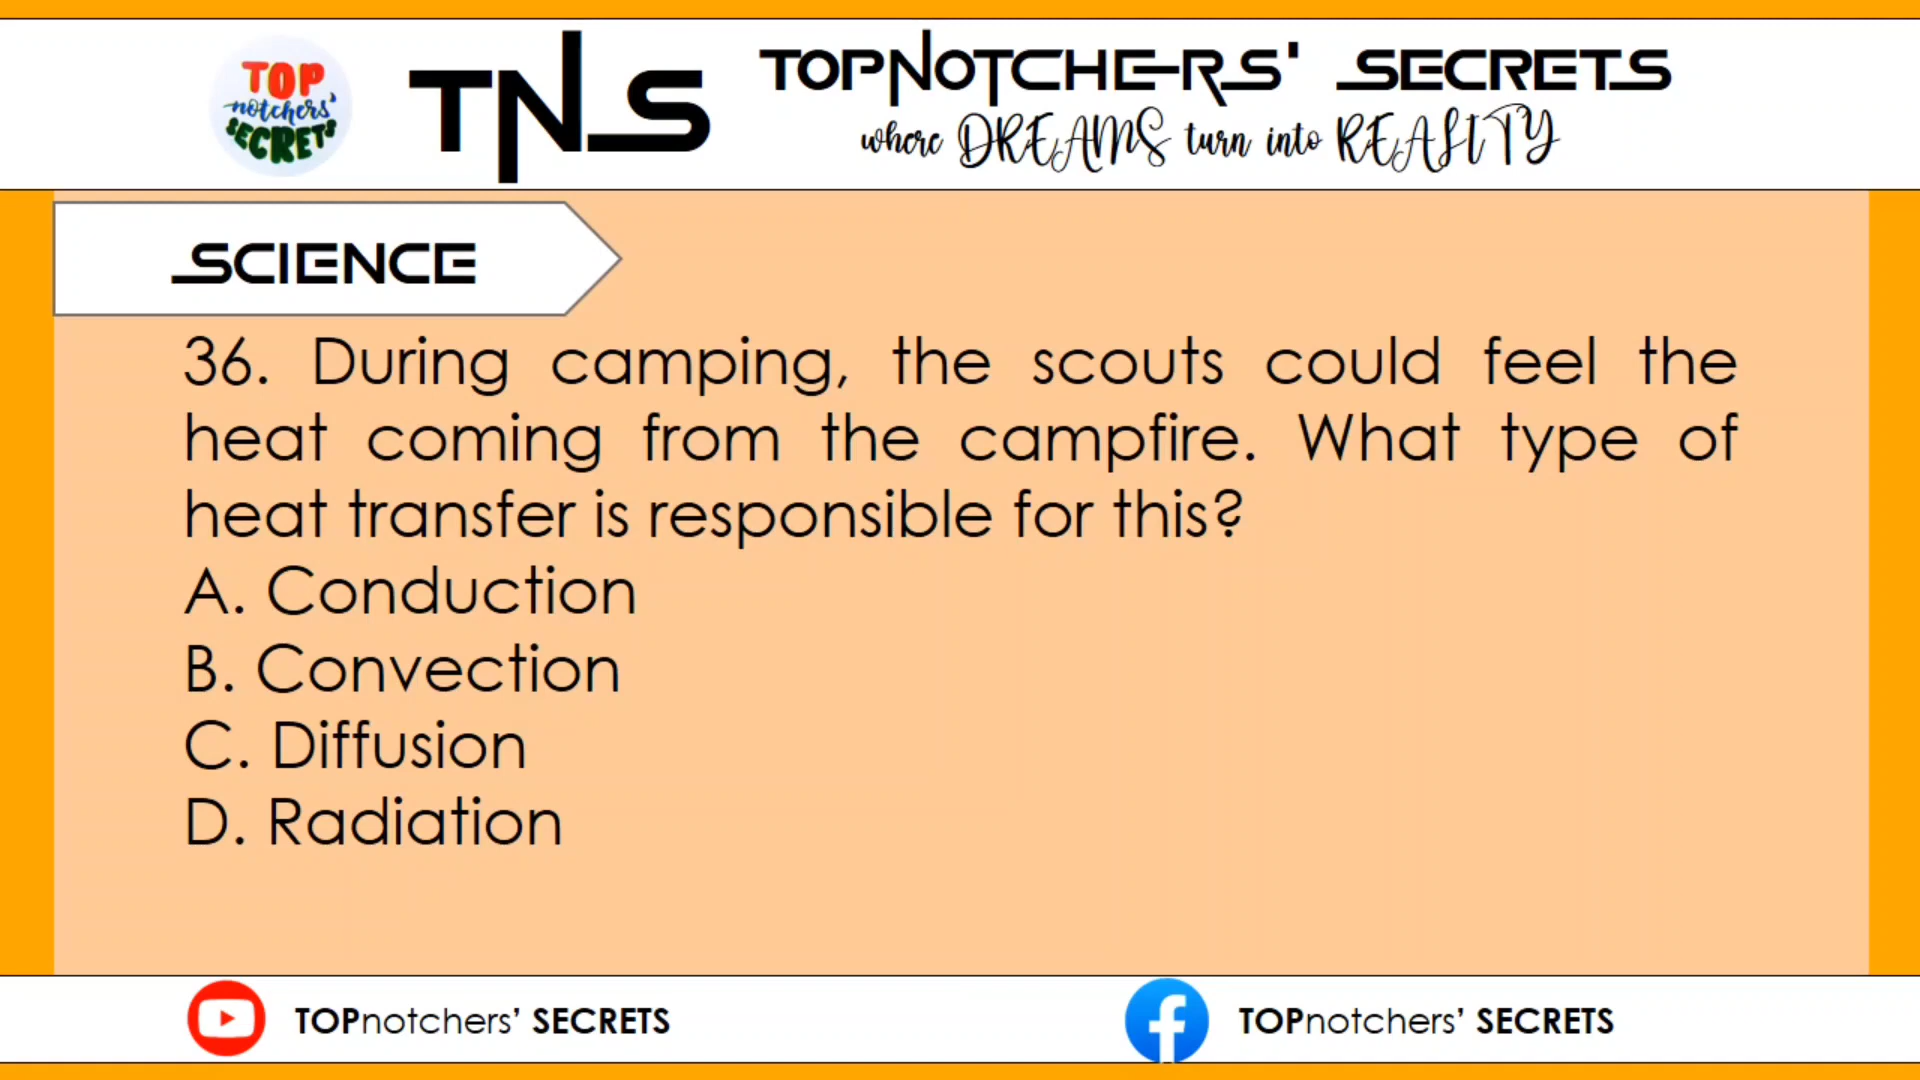 TOP
notchers'
SECRETS
TNS
TOPNOTCHERS' SECRETS
where DREAMS turn into REALITY
SCIENCE
36. During camping, the scouts could feel the
heat coming from the campfire. What type of
heat transfer is responsible for this?
A. Conduction
B. Convection
C. Diffusion
D. Radiation
TOPnotchers' SECRETS
TOPnotchers' SECRETS